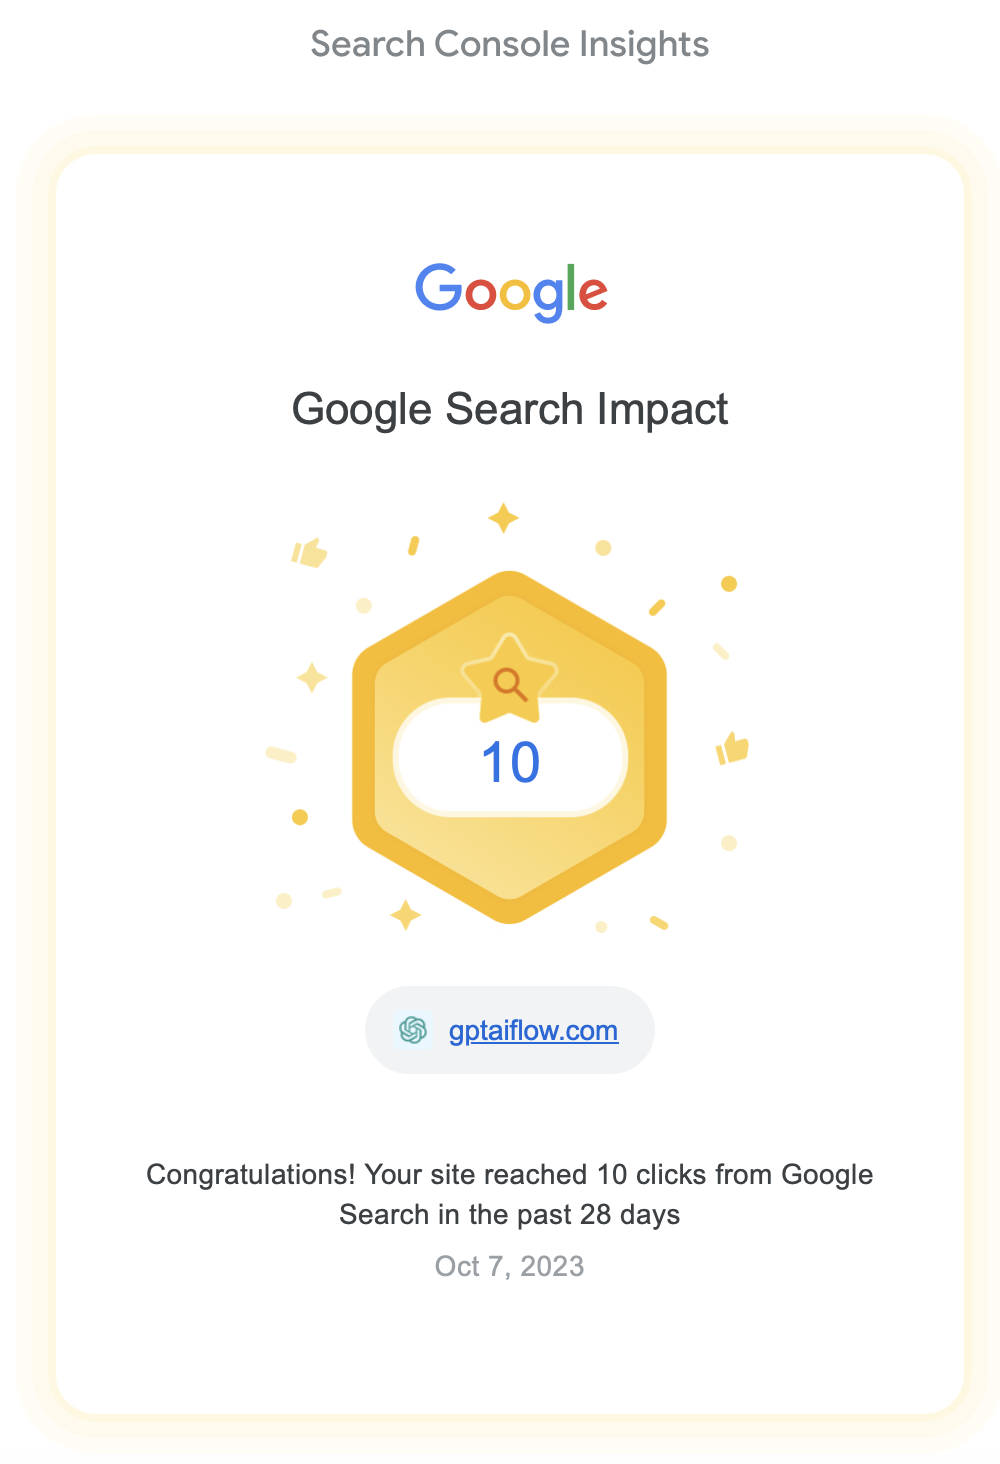 Search Console Insights
Google
Google Search Impact
10
gptaiflow.com
Congratulations! Your site reached 10 clicks from Google
Search in the past 28 days
Oct 7, 2023